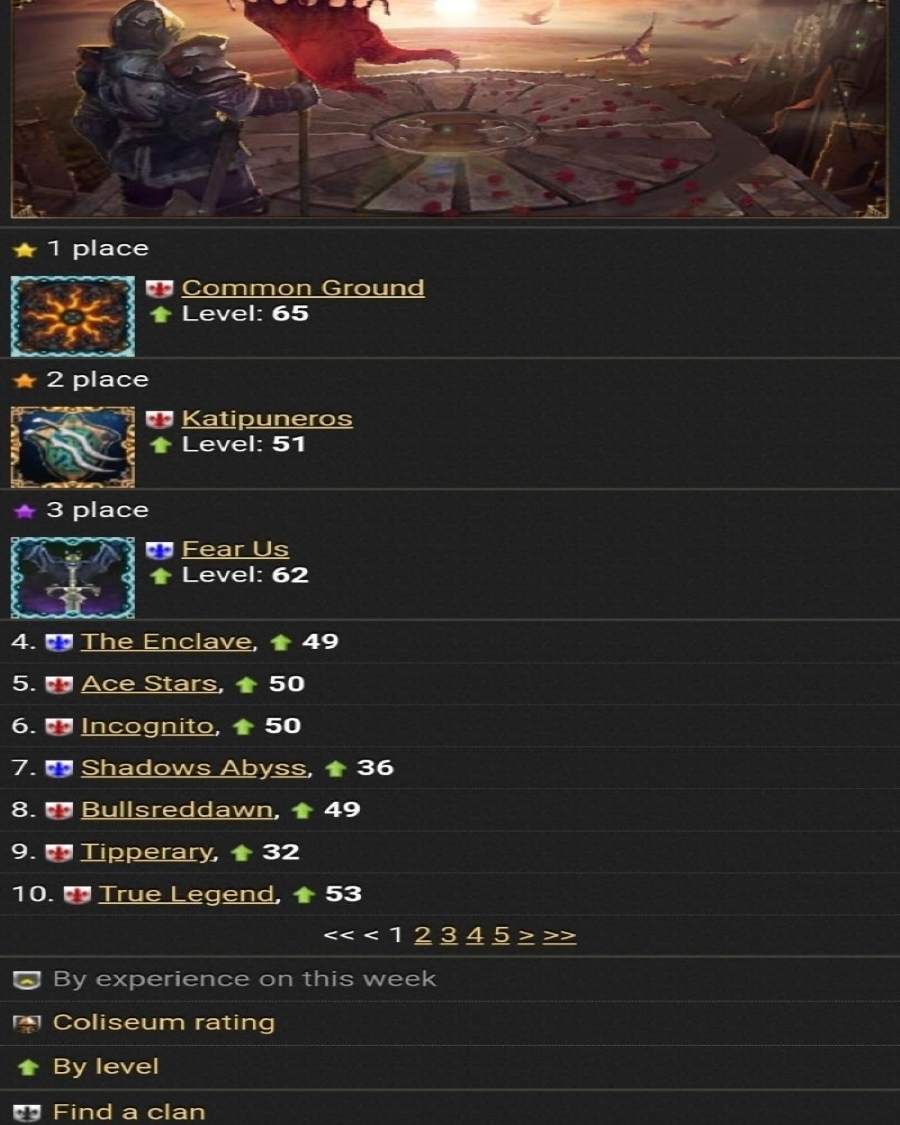 1 place
Common Ground
Level: 65
2 place
Katipuneros
Level: 51
3 place
Fear Us
Level: 62
4. The Enclave, 49
5. Ace Stars, 50
6. Incognito, 50
7. Shadows Abyss, 36
8. Bullsreddawn, 49
9. Tipperary, 32
10. True Legend, 53
<< < 1 2 3 4 5 > >>
By experience on this week
Coliseum rating
By level
Find a clan